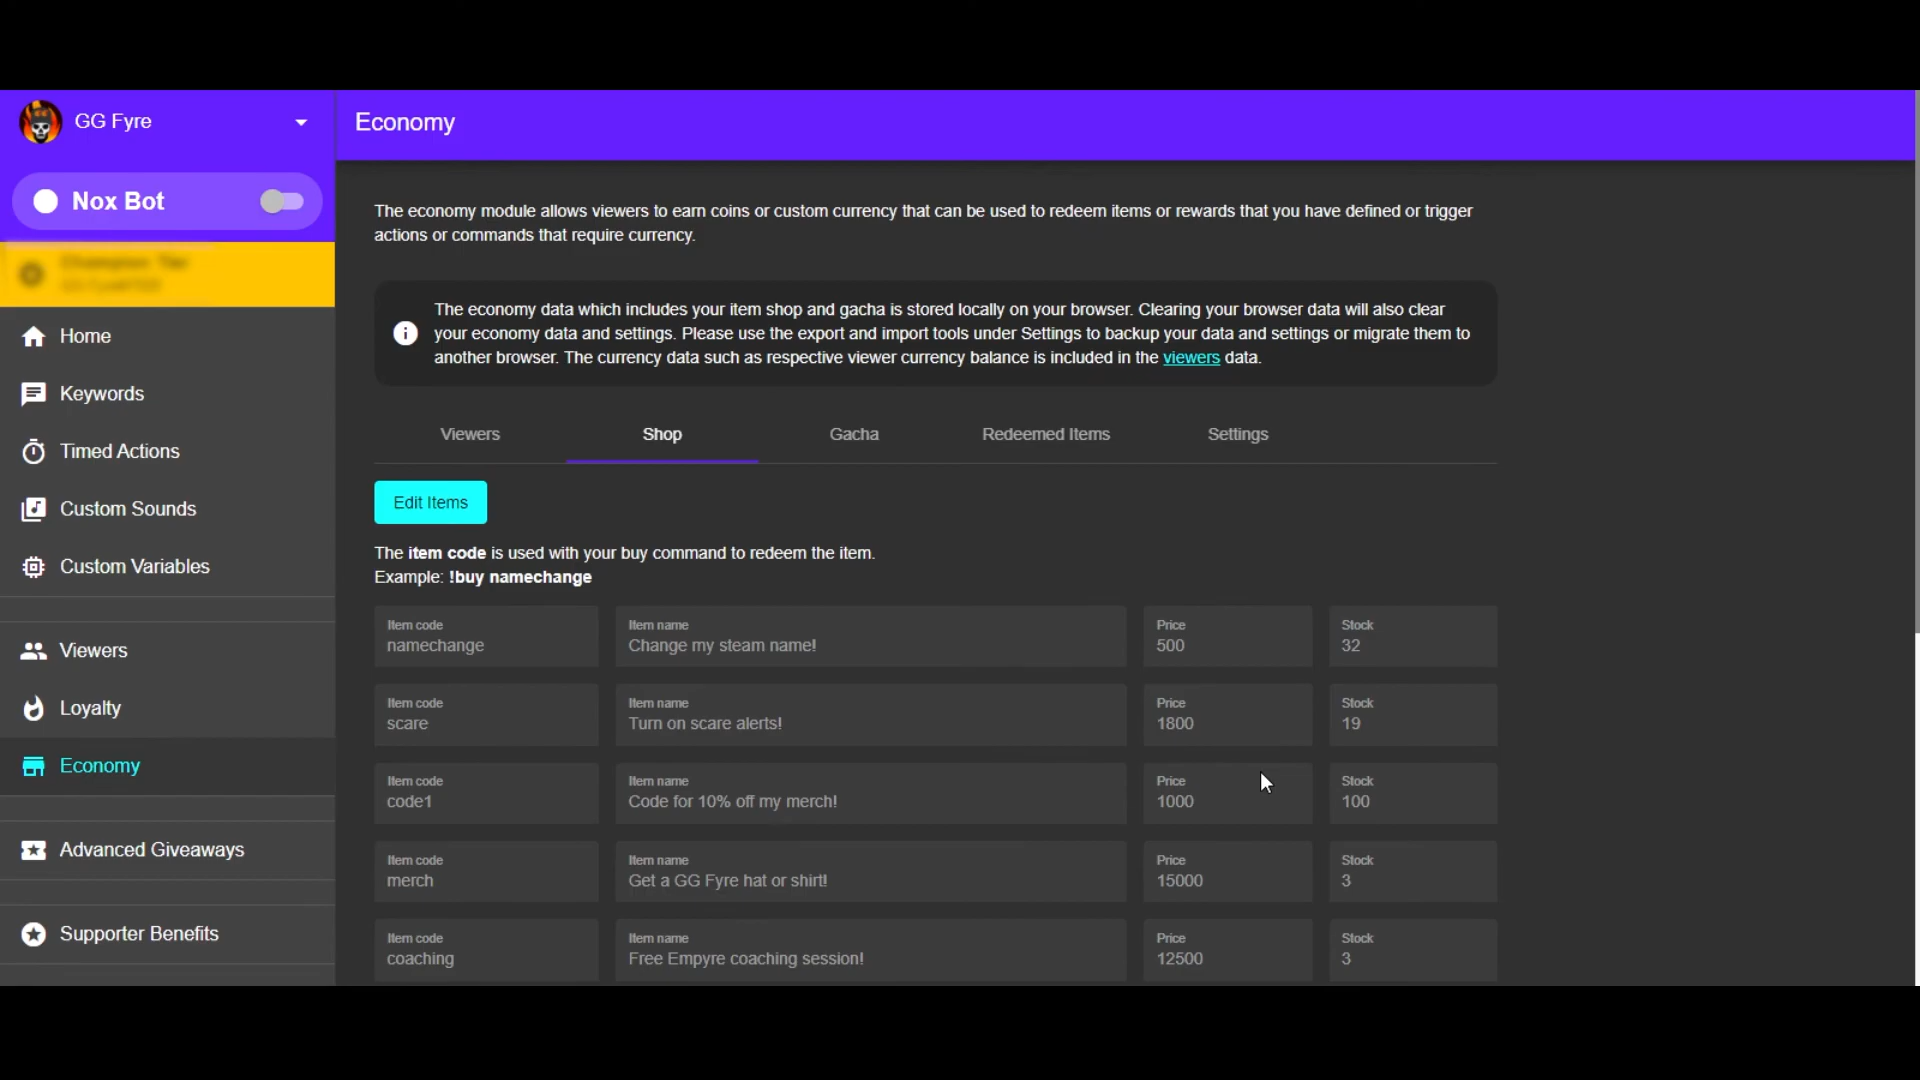 GG Fyre
Economy
Nox Bot
Home
Keywords
Timed Actions
Custom Sounds
Custom Variables
Viewers
Loyalty
Economy
Advanced Giveaways
Supporter Benefits
The economy module allows viewers to earn coins or custom currency that can be used to redeem items or rewards that you have defined or trigger
actions or commands that require currency.
The economy data which includes your item shop and gacha is stored locally on your browser. Clearing your browser data will also clear
your economy data and settings. Please use the export and import tools under Settings to backup your data and settings or migrate them to
another browser. The currency data such as respective viewer currency balance is included in the viewers data.
Viewers Shop Gacha Redeemed Items Settings
Edit Items
The item code is used with your buy command to redeem the item.
Example: !buy namechange
Item code Item name Price Stock
namechange Change my steam name! 500 32
Item code Item name Price Stock
scare Turn on scare alerts! 1800 19
Item code Item name Price Stock
code1 Code for 10% off my merch! 1000 100
Item code Item name Price Stock
merch Get a GG Fyre hat or shirt! 15000 3
Item code Item name Price Stock
coaching Free Empyre coaching session! 12500 3